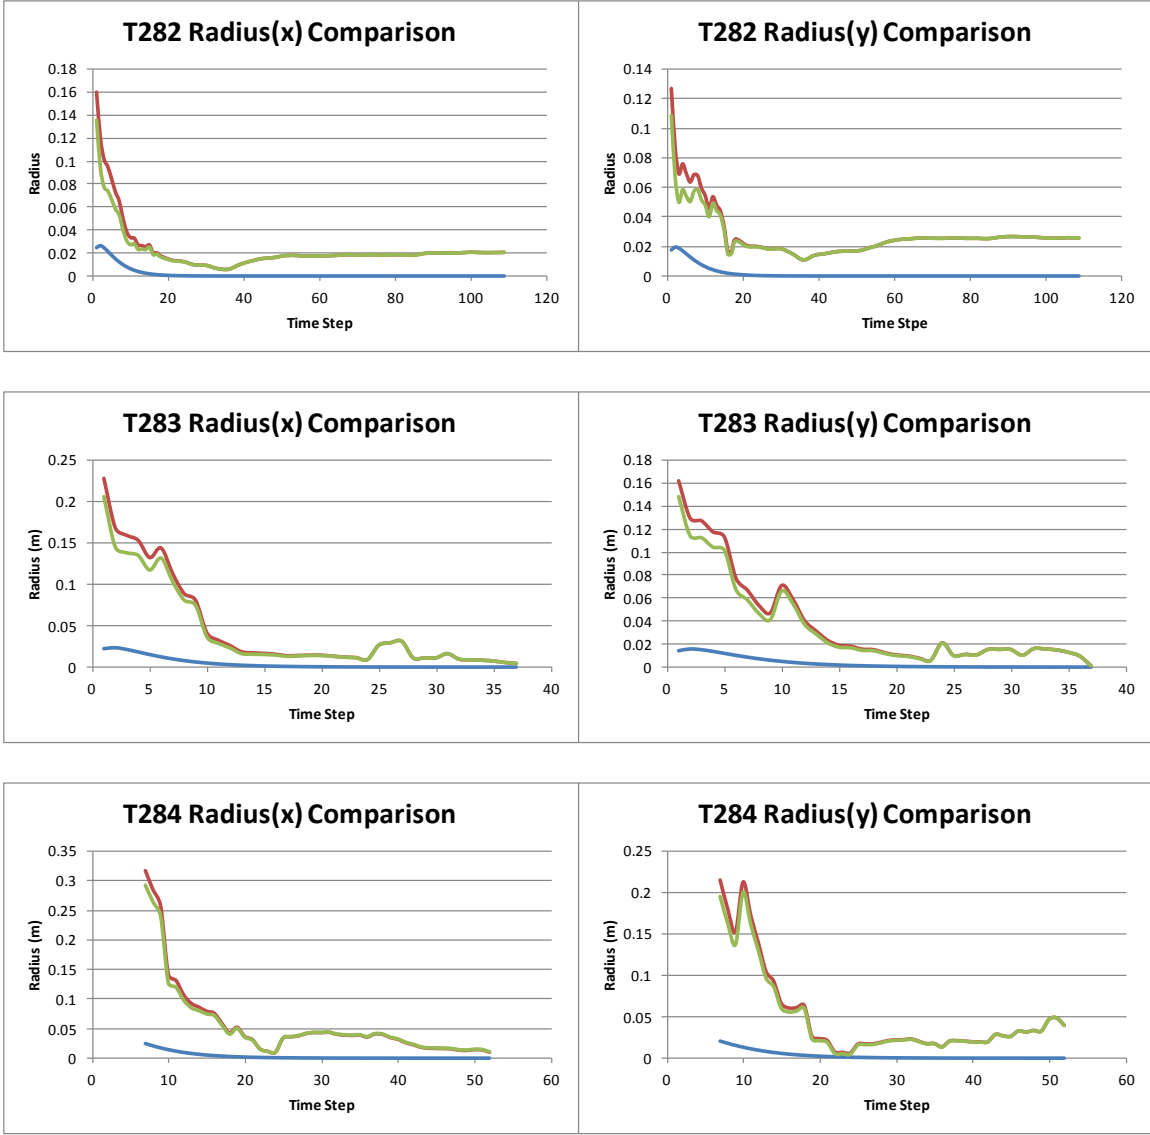 T282 Radius(x) Comparison
Radius
0.18
0.16
0.14
0.12
0.1
0.08
0.06
0.04
0.02
0
0 20 40 60 80 100 120
Time Step
T282 Radius(y) Comparison
Radius
0.14
0.12
0.1
0.08
0.06
0.04
0.02
0
0 20 40 60 80 100 120
Time Stpe
T283 Radius(x) Comparison
Radius (m)
0.25
0.2
0.15
0.1
0.05
0
0 5 10 15 20 25 30 35 40
Time Step
T283 Radius(y) Comparison
Radius (m)
0.18
0.16
0.14
0.12
0.1
0.08
0.06
0.04
0.02
0
0 5 10 15 20 25 30 35 40
Time Step
T284 Radius(x) Comparison
Radius (m)
0.35
0.3
0.25
0.2
0.15
0.1
0.05
0
0 10 20 30 40 50 60
Time Step
T284 Radius(y) Comparison
Radius (m)
0.25
0.2
0.15
0.1
0.05
0
0 10 20 30 40 50 60
Time Step